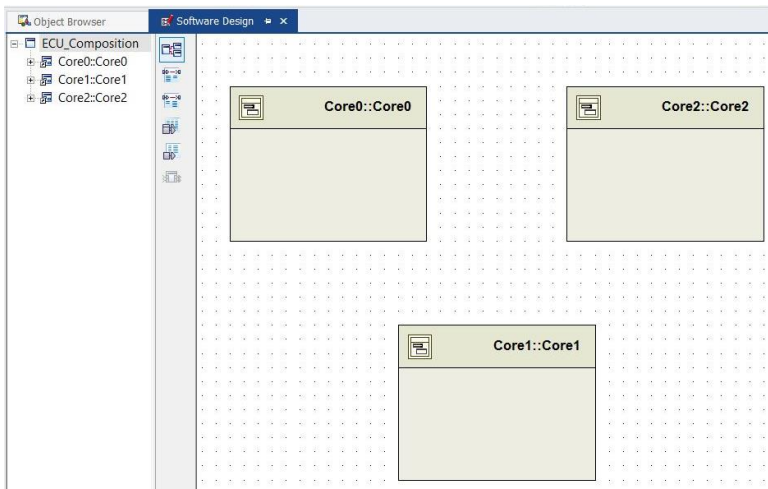 Object Browser
Software Design
ECU_Composition
Core0::Core0
Core1::Core1
Core2::Core2
Core0::Core0
Core2::Core2
Core1::Core1